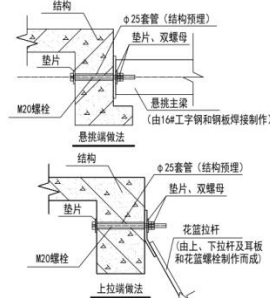 结构
φ25套管（结构预埋）
垫片、双螺母
垫片
M20螺栓
悬挑主梁
（由16#工字钢和钢板焊接制作）
悬挑端做法
结构
φ25套管（结构预埋）
垫片、双螺母
垫片
花篮拉杆
（由上、下拉杆及耳板
和花篮螺栓制作而成）
M20螺栓
上拉端做法